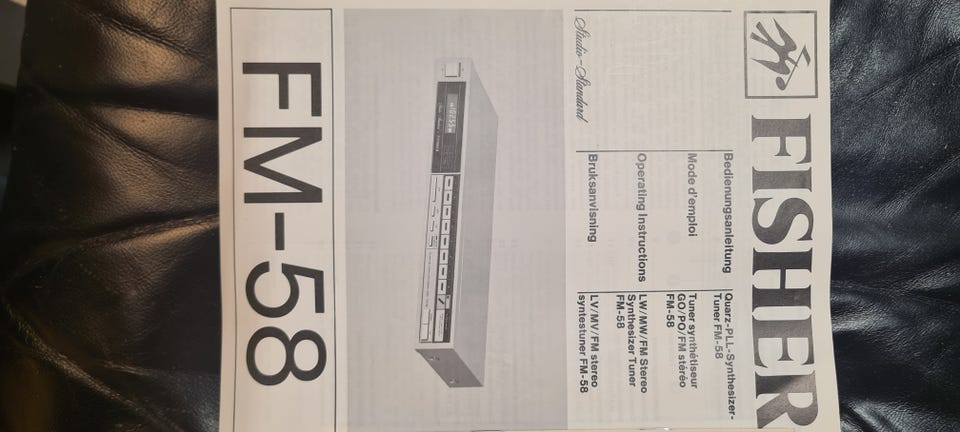 FISHER
Studio-Standard
Bedienungsanleitung
Quarz-PLL-Synthesizer-
Tuner FM-58
Mode d'emploi
Tuner synthétiseur
GO/PO/FM stéréo
FM-58
Operating Instructions
LW/MW/FM Stereo
Synthesizer Tuner
FM-58
Bruksanvisning
LV/MV/FM stereo
syntestuner FM-58
FM-58